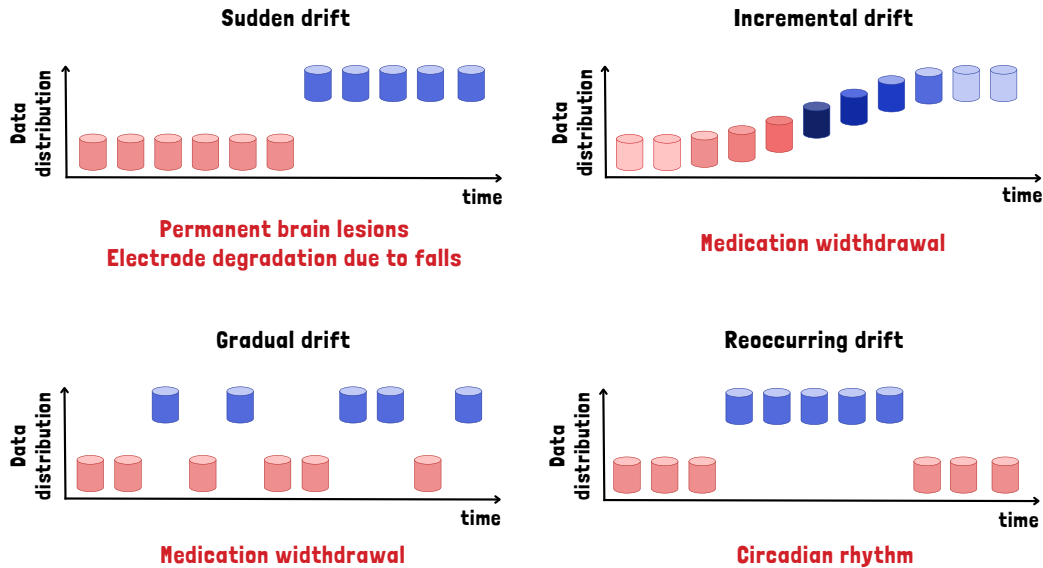 Sudden drift
Data
distribution
time
Permanent brain lesions
Electrode degradation due to falls
Incremental drift
Data
distribution
time
Medication widthdrawal
Gradual drift
Data
distribution
time
Medication widthdrawal
Reoccurring drift
Data
distribution
time
Circadian rhythm